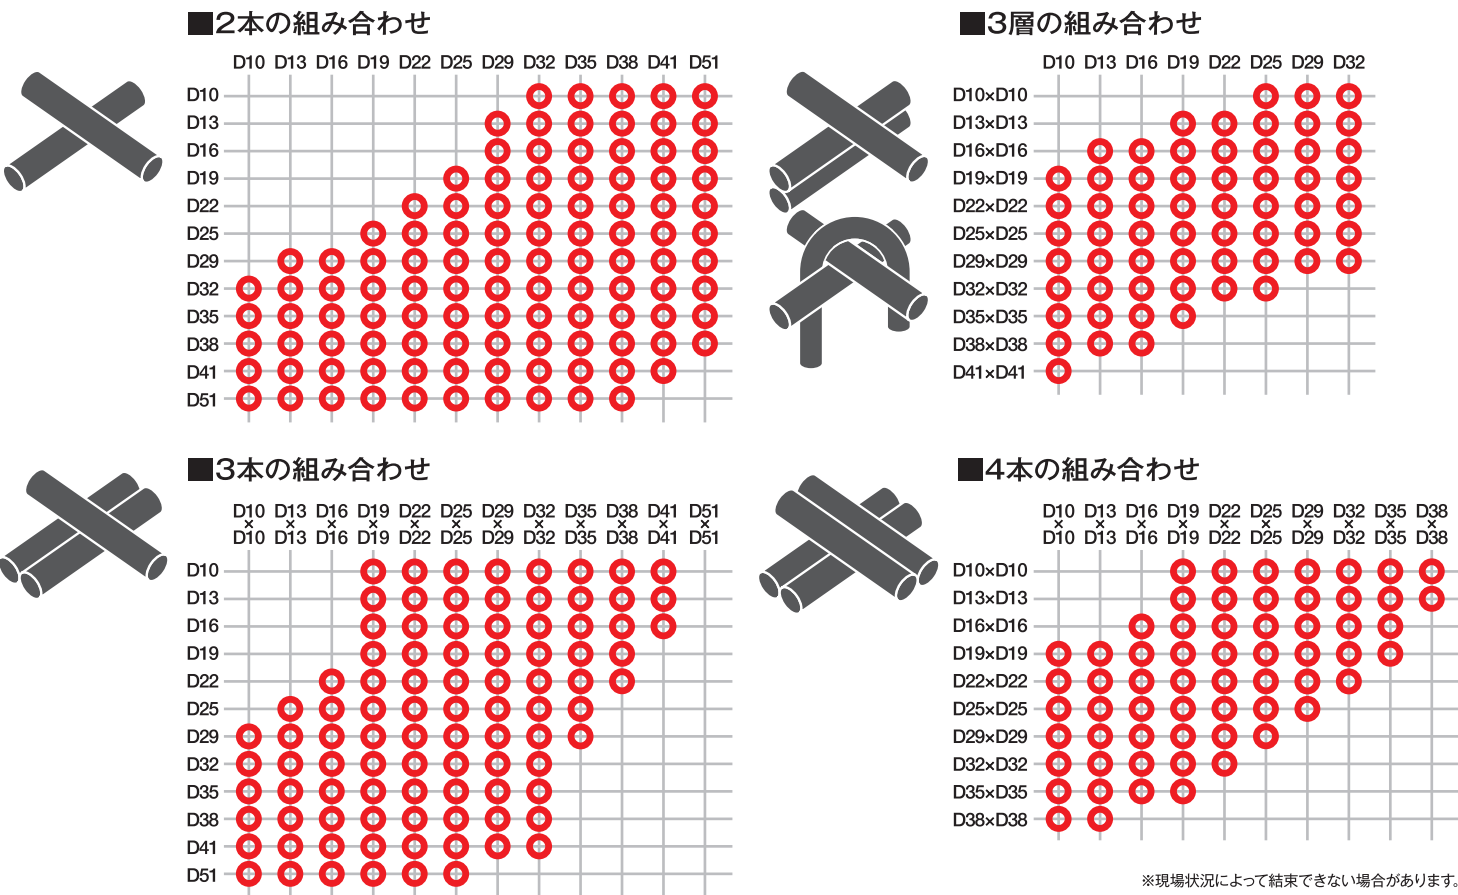 ■2本の組み合わせ
D10 D13 D16 D19 D22 D25 D29 D32 D35 D38 D41 D51
D10
D13
D16
D19
D22
D25
D29
D32
D35
D38
D41
D51
■3層の組み合わせ
D10 D13 D16 D19 D22 D25 D29 D32
D10×D10
D13×D13
D16×D16
D19×D19
D22×D22
D25×D25
D29×D29
D32×D32
D35×D35
D38×D38
D41×D41
■3本の組み合わせ
D10 D13 D16 D19 D22 D25 D29 D32 D35 D38 D41 D51
× × × × × × × × × × × ×
D10 D13 D16 D19 D22 D25 D29 D32 D35 D38 D41 D51
D10
D13
D16
D19
D22
D25
D29
D32
D35
D38
D41
D51
■4本の組み合わせ
D10 D13 D16 D19 D22 D25 D29 D32 D35 D38
× × × × × × × × × ×
D10 D13 D16 D19 D22 D25 D29 D32 D35 D38
D10×D10
D13×D13
D16×D16
D19×D19
D22×D22
D25×D25
D29×D29
D32×D32
D35×D35
D38×D38
※現場状況によって結束できない場合があります。